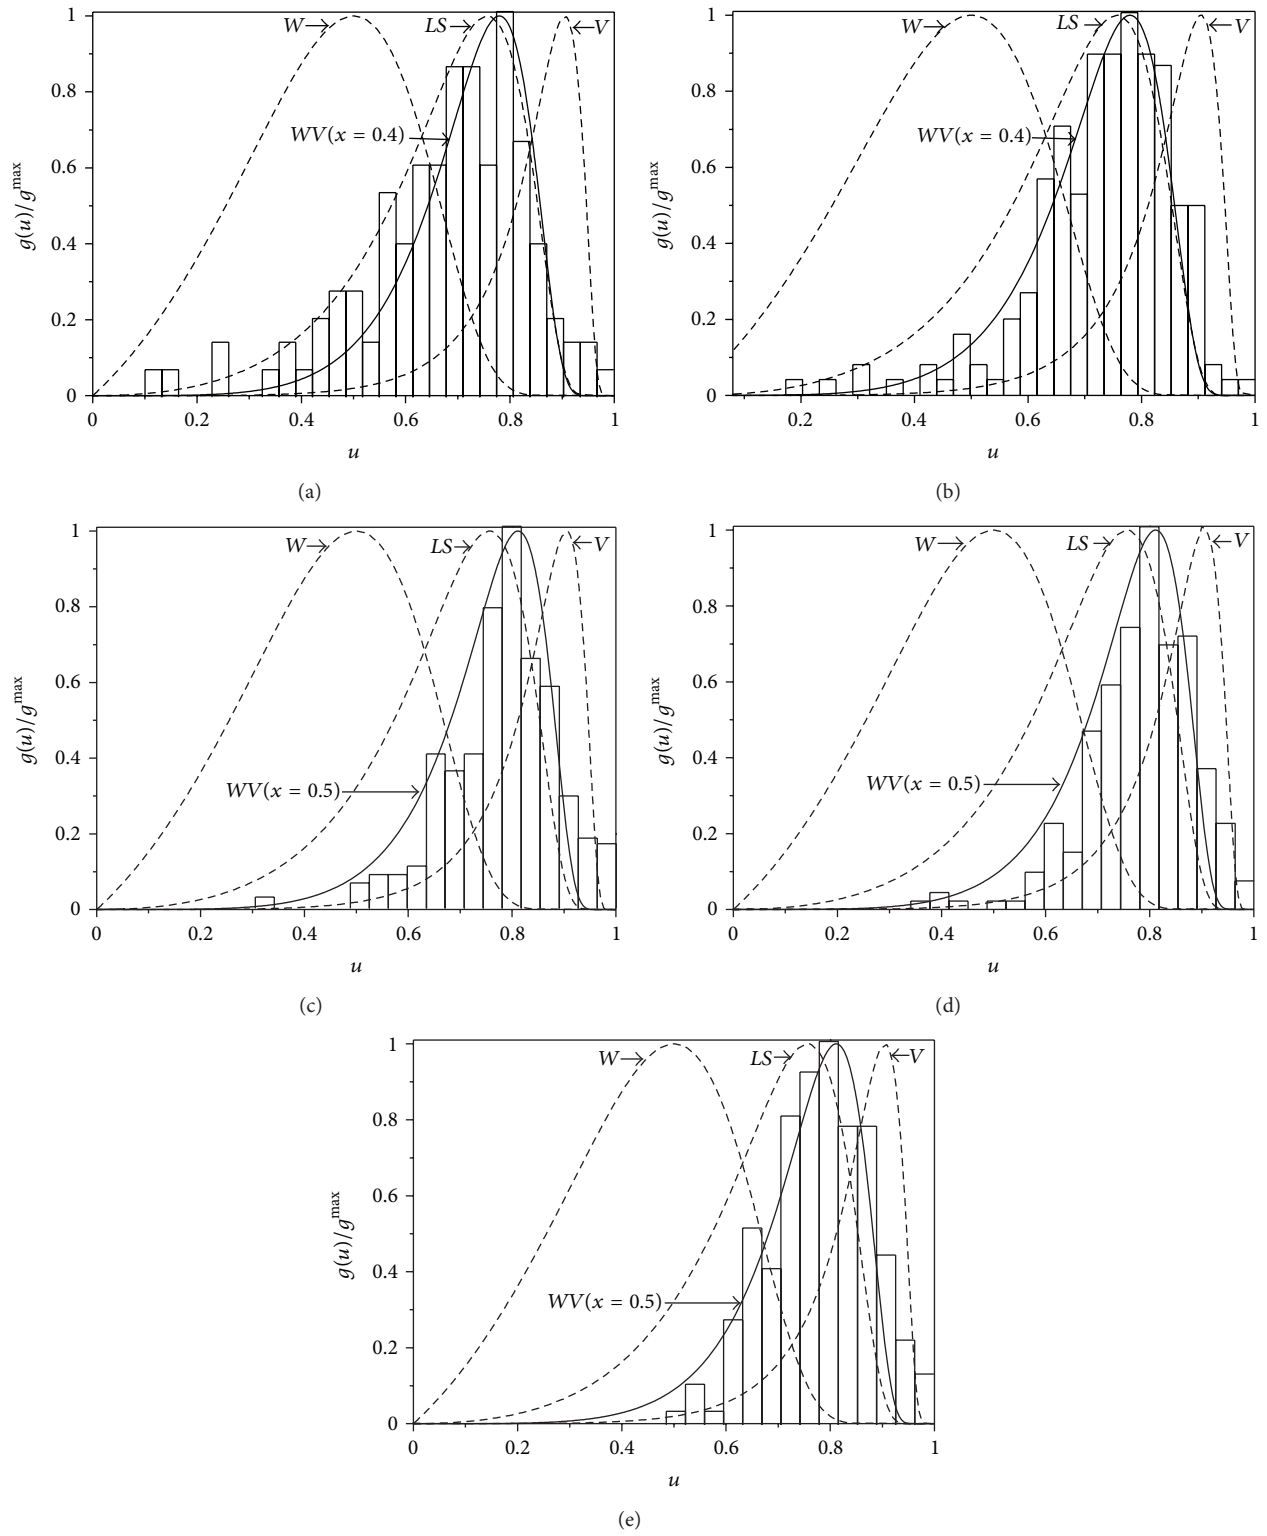 1
0.8
0.6
0.4
0.2
0
0 0.2 0.4 0.6 0.8 1
g(u)/g^max
u
W
LS
V
WV(x = 0.4)
(a)
1
0.8
0.6
0.4
0.2
0
0.2 0.4 0.6 0.8 1
g(u)/g^max
u
W
LS
V
WV(x = 0.4)
(b)
1
0.8
0.6
0.4
0.2
0
0 0.2 0.4 0.6 0.8 1
g(u)/g^max
u
W
LS
V
WV(x = 0.5)
(c)
1
0.8
0.6
0.4
0.2
0
0 0.2 0.4 0.6 0.8 1
g(u)/g^max
u
W
LS
V
WV(x = 0.5)
(d)
1
0.8
0.6
0.4
0.2
0
0 0.2 0.4 0.6 0.8 1
g(u)/g^max
u
W
LS
V
WV(x = 0.5)
(e)